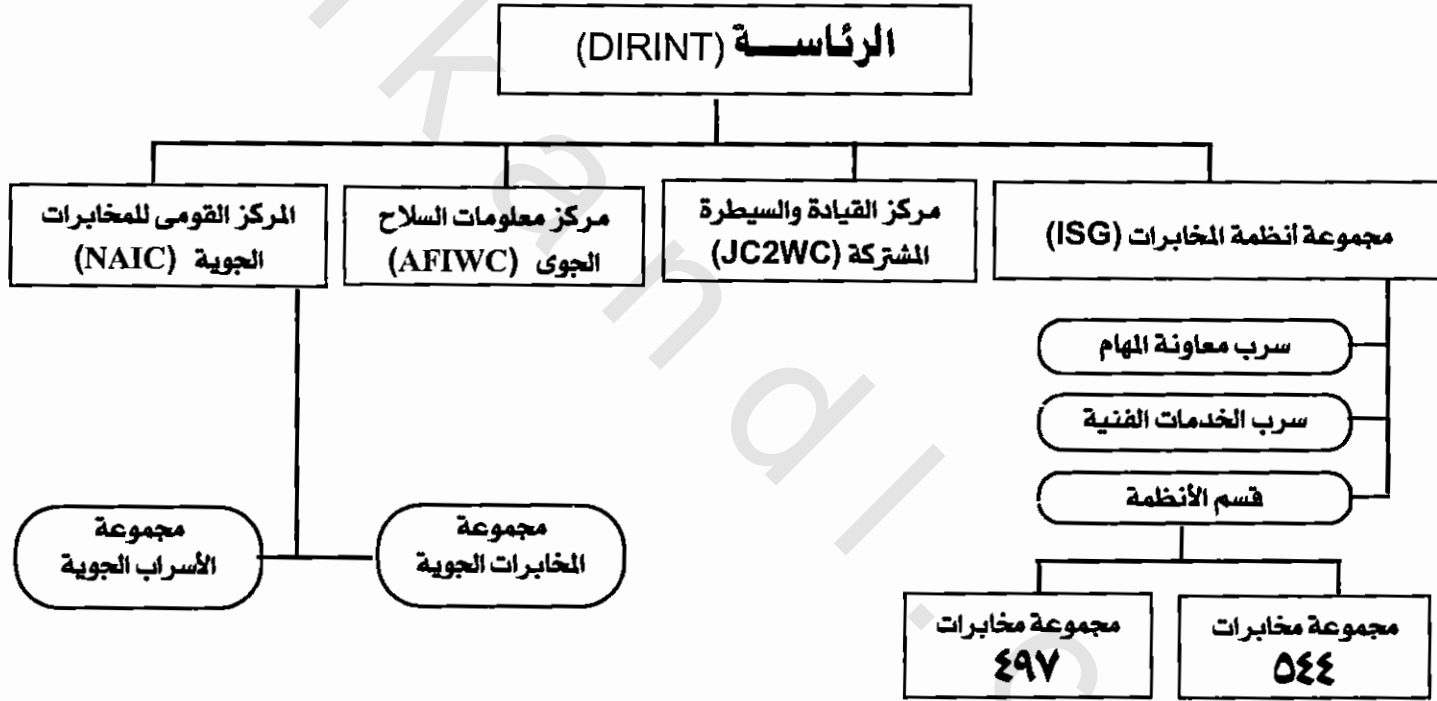 الرئاســـة (DIRINT)
مجموعة أنظمة المخابرات (ISG)
مركز القيادة والسيطرة
المشتركة (JC2WC)
مركز معلومات السلاح
الجوى (AFIWC)
المركز القومى للمخابرات
الجوية (NAIC)
سرب معاونة المهام
سرب الخدمات الفنية
قسم الأنظمة
مجموعة مخابرات
٥٤٤
مجموعة مخابرات
٤٩٧
مجموعة
المخابرات الجوية
مجموعة
الأسراب الجوية